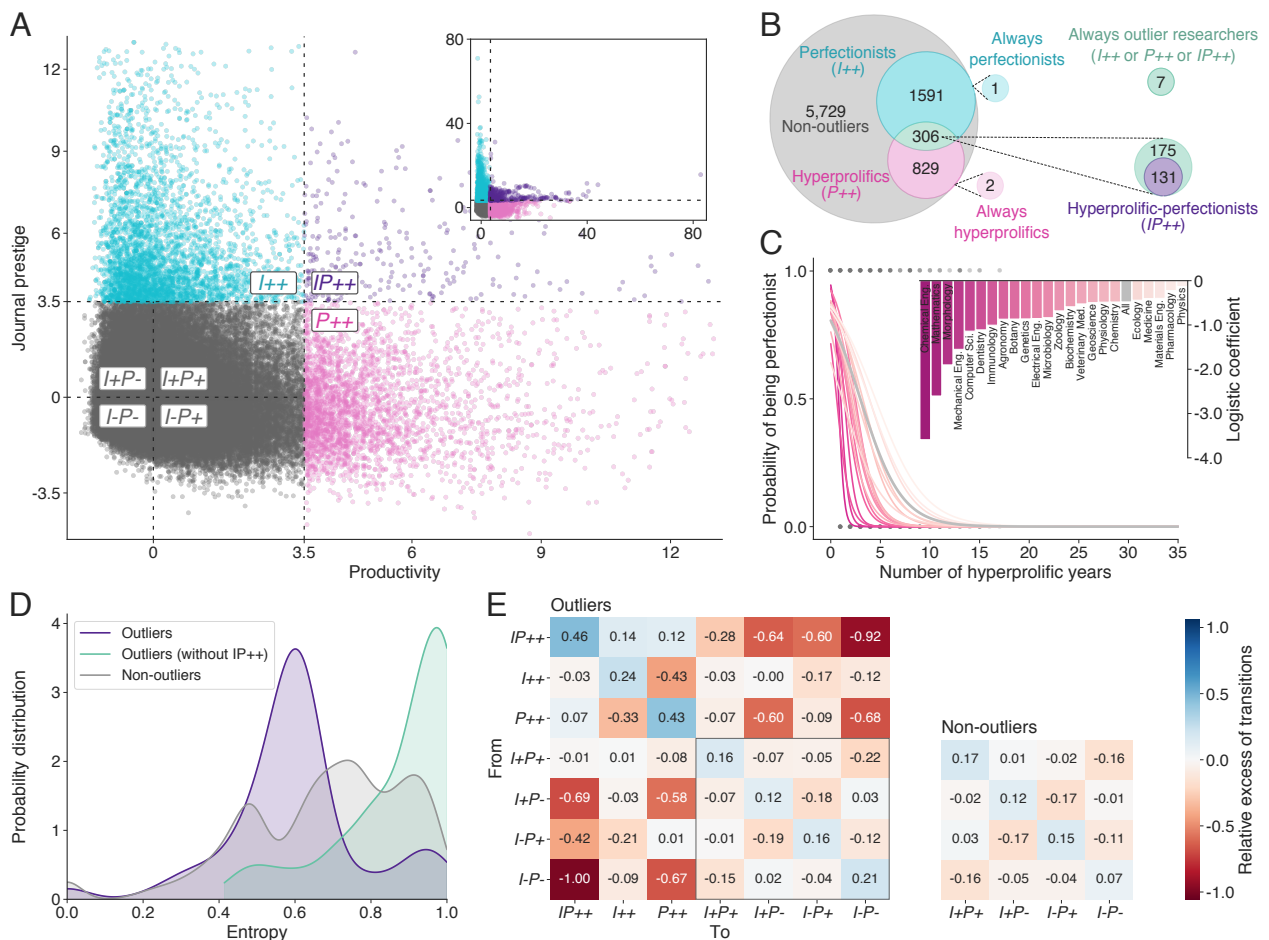 A
Journal prestige
12
9
6
3.5
0
-3.5
I++
IP++
P++
I+P-
I+P+
I-P-
I-P+
0
3.5
6
9
12
Productivity
80
40
0
0
40
80
B
Perfectionists
(I++)
5,729
Non-outliers
Hyperprolifics
(P++)
1591
306
829
Always
perfectionists
1
2
Always
hyperprolifics
Always outlier researchers
(I++ or P++ or IP++)
7
175
131
Hyperprolific-perfectionists
(IP++)
C
Probability of being perfectionist
1.0
0.5
0.0
0
5
10
15
20
25
30
35
Number of hyperprolific years
Chemical Eng.
Mathematics
Morphology
Mechanical Eng.
Computer Sci.
Dentistry
Immunology
Agronomy
Botany
Genetics
Electrical Eng.
Microbiology
Zoology
Biochemistry
Veterinary Med.
Geoscience
Physiology
Chemistry
All
Ecology
Medicine
Materials Eng.
Pharmacology
Physics
0
-1.0
-2.0
-3.0
-4.0
Logistic coefficient
D
Probability distribution
4
3
2
1
0
Outliers
Outliers (without IP++)
Non-outliers
0.0
0.2
0.4
0.6
0.8
1.0
Entropy
E
Outliers
From
IP++ 0.46 0.14 0.12 -0.28 -0.64 -0.60 -0.92
I++ -0.03 0.24 -0.43 -0.03 -0.00 -0.17 -0.12
P++ 0.07 -0.33 0.43 -0.07 -0.60 -0.09 -0.68
I+P+ -0.01 0.01 -0.08 0.16 -0.07 -0.05 -0.22
I+P- -0.69 -0.03 -0.58 -0.07 0.12 -0.18 0.03
I-P+ -0.42 -0.21 0.01 -0.01 -0.19 0.16 -0.12
I-P- -1.00 -0.09 -0.67 -0.15 0.02 -0.04 0.21
IP++ I++ P++ I+P+ I+P- I-P+ I-P-
To
Non-outliers
0.17 0.01 -0.02 -0.16
-0.02 0.12 -0.17 -0.01
0.03 -0.17 0.15 -0.11
-0.16 -0.05 -0.04 0.07
I+P+ I+P- I-P+ I-P-
1.0
0.5
0.0
-0.5
-1.0
Relative excess of transitions